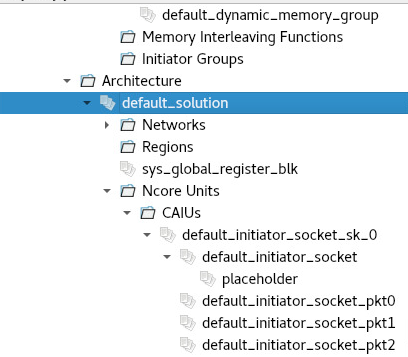 default_dynamic_memory_group
Memory Interleaving Functions
Initiator Groups
Architecture
default_solution
Networks
Regions
sys_global_register_blk
Ncore Units
CAIUs
default_initiator_socket_sk_0
default_initiator_socket
placeholder
default_initiator_socket_pkt0
default_initiator_socket_pkt1
default_initiator_socket_pkt2